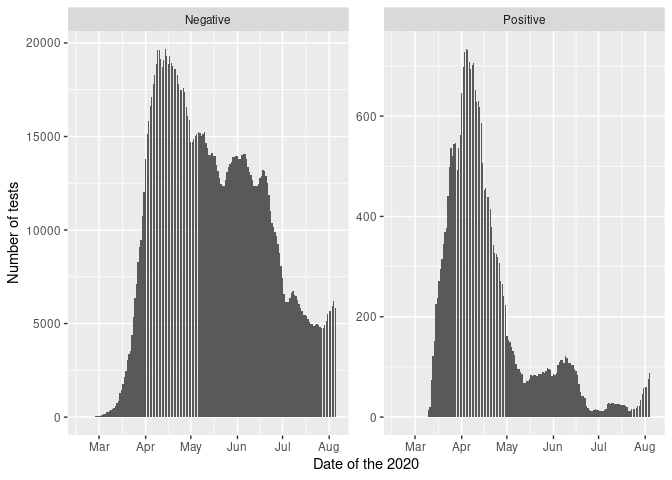 Negative
Positive
Number of tests
20000
15000
10000
5000
0
600
400
200
0
Mar Apr May Jun Jul Aug
Mar Apr May Jun Jul Aug
Date of the 2020